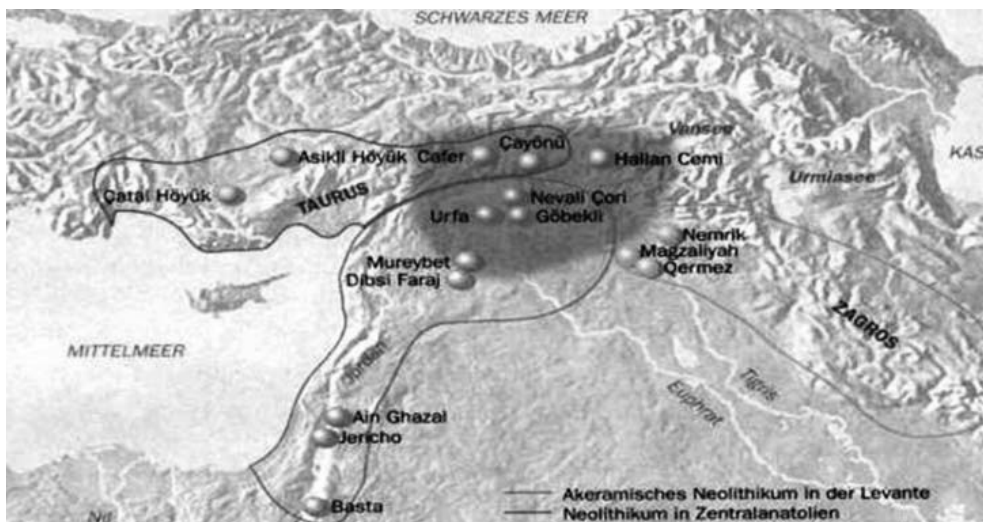 SCHWARZES MEER
KAS
Vansee
Urmiasee
Asikli Höyük
Cafer
Çayönü
Hallan Cemi
Çatal Höyük
TAURUS
Nevali Çori
Urfa
Göbekli
Nemrik
Magzaliyah
Qermez
Mureybet
Dibsi Faraj
ZAGROS
MITTELMEER
Jordan
Tigris
Euphrat
Ain Ghazal
Jericho
Basta
Nil
Akeramisches Neolithikum in der Levante
Neolithikum in Zentralanatolien